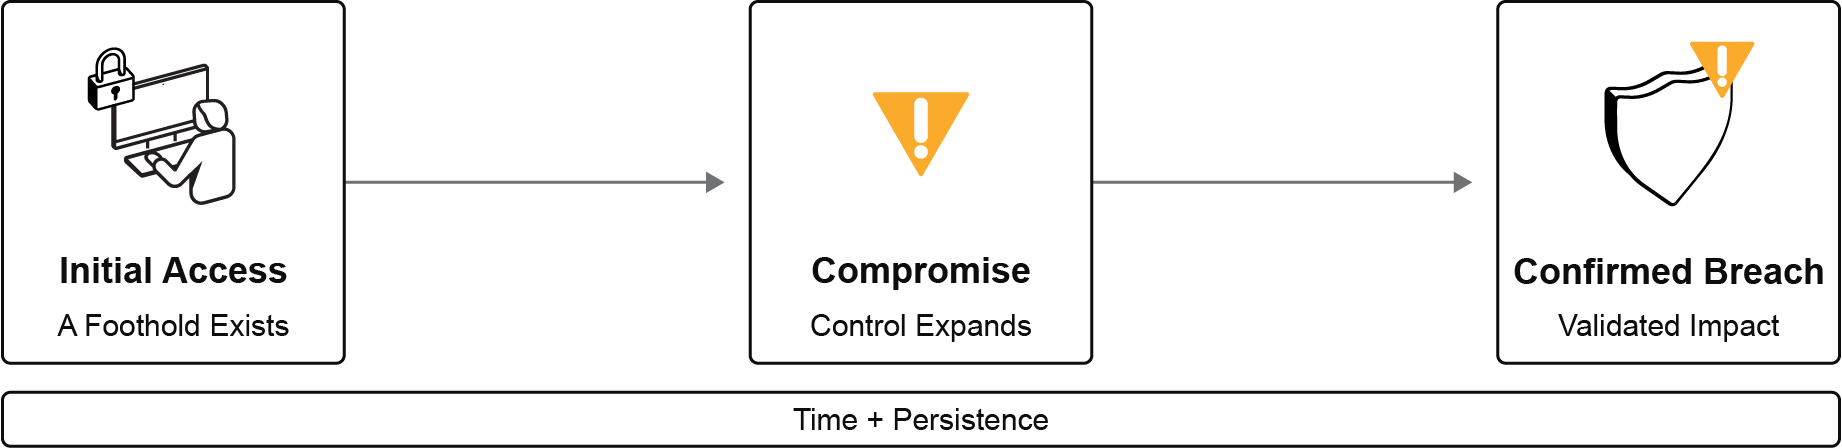 Initial Access
A Foothold Exists
Compromise
Control Expands
Confirmed Breach
Validated Impact
Time + Persistence